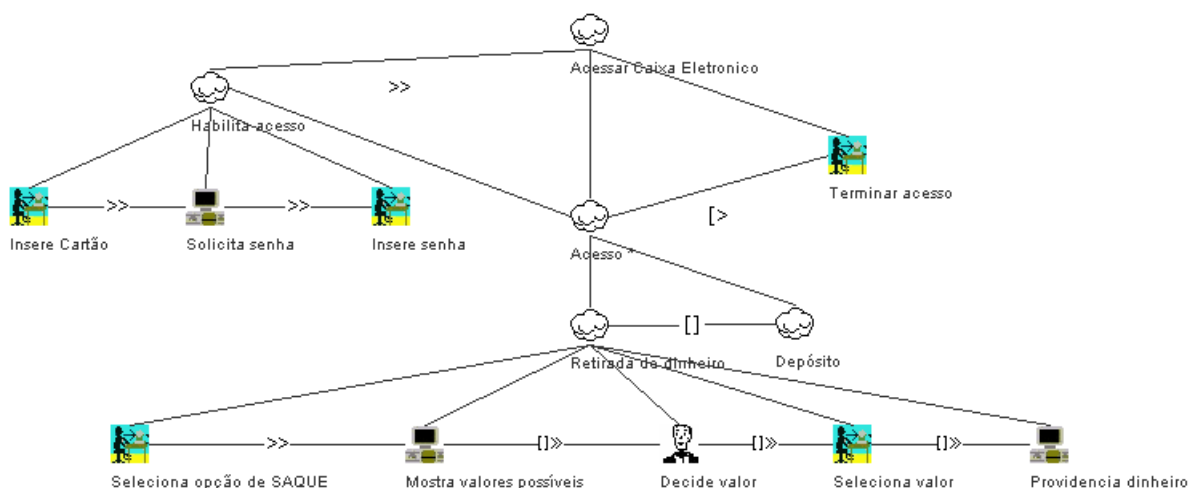 Acessar Caixa Eletronico
>>
Habilita acesso
Terminar acesso
>>
>>
[>
Insere Cartão
Solicita senha
Insere senha
Acesso *
[]
Retirada de dinheiro
Depósito
>>
[]»
[]»
[]»
Seleciona opção de SAQUE
Mostra valores possíveis
Decide valor
Seleciona valor
Providencia dinheiro